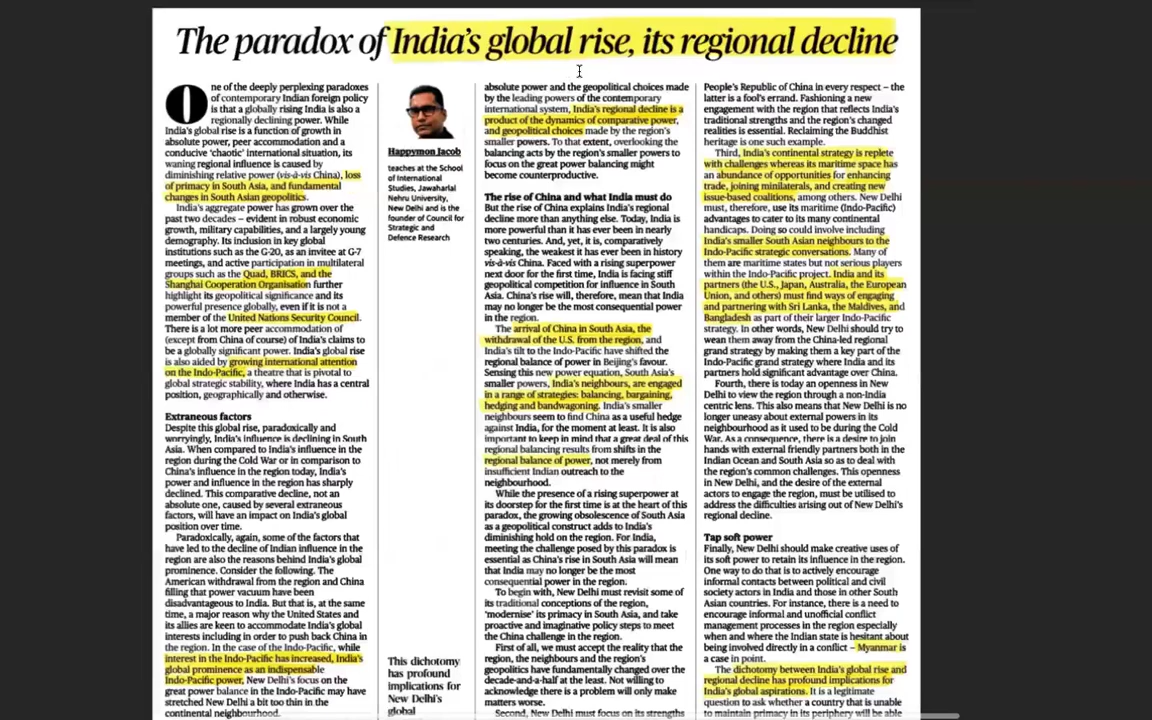 The paradox of India's global rise, its regional decline
One of the deeply perplexing paradoxes
of contemporary Indian foreign policy
is that a globally rising India is also a
regionally declining power. While
India's global rise is a function of growth in
absolute power, peer accommodation and a
conducive 'chaotic' international situation, its
waning regional influence is caused by
diminishing relative power (vis-à-vis China), loss
of primacy in South Asia, and fundamental
changes in South Asian geopolitics.
India's aggregate power has grown over the
past two decades – evident in robust economic
growth, military capabilities, and a largely young
demography. Its inclusion in key global
institutions such as the G-20, as an invitee at G-7
meetings, and active participation in multilateral
groups such as the Quad, BRICS, and the
Shanghai Cooperation Organisation further
highlight its geopolitical significance and its
powerful presence globally, even if it is not a
member of the United Nations Security Council.
There is a lot more peer accommodation of
(except from China of course) of India's claims to
be a globally significant power. India's global rise
is also aided by growing international attention
on the Indo-Pacific, a theatre that is pivotal to
global strategic stability, where India has a central
position, geographically and otherwise.
Extraneous factors
Despite this global rise, paradoxically and
worryingly, India's influence is declining in South
Asia. When compared to India's influence in the
region during the Cold War or in comparison to
China's influence in the region today, India's
power and influence in the region has sharply
declined. This comparative decline, not an
absolute one, caused by several extraneous
factors, will have an impact on India's global
position over time.
Paradoxically, again, some of the factors that
have led to the decline of Indian influence in the
region are also the reasons behind India's global
prominence. Consider the following. The
American withdrawal from the region and China
filling that power vacuum have been
disadvantageous to India. But that is, at the same
time, a major reason why the United States and
its allies are keen to accommodate India's global
interests including in order to push back China in
the region. In the case of the Indo-Pacific, while
interest in the Indo-Pacific has increased, India's
global prominence as an indispensable
Indo-Pacific power, New Delhi's focus on the
great power balance in the Indo-Pacific may have
stretched New Delhi a bit too thin in the
continental neighbourhood.
Happymon Jacob
teaches at the School
of International
Studies, Jawaharlal
Nehru University,
New Delhi and is the
founder of Council for
Strategic and
Defence Research
This dichotomy
has profound
implications for
New Delhi's
global
absolute power and the geopolitical choices made
by the leading powers of the contemporary
international system, India's regional decline is a
product of the dynamics of comparative power,
and geopolitical choices made by the region's
smaller powers. To that extent, overlooking the
balancing acts by the region's smaller powers to
focus on the great power balancing might
become counterproductive.
The rise of China and what India must do
But the rise of China explains India's regional
decline more than anything else. Today, India is
more powerful than it has ever been in nearly
two centuries. And, yet, it is, comparatively
speaking, the weakest it has ever been in history
vis-à-vis China. Faced with a rising superpower
next door for the first time, India is facing stiff
geopolitical competition for influence in South
Asia. China's rise will, therefore, mean that India
may no longer be the most consequential power
in the region.
The arrival of China in South Asia, the
withdrawal of the U.S. from the region, and
India's tilt to the Indo-Pacific have shifted the
regional balance of power in Beijing's favour.
Sensing this new power equation, South Asia's
smaller powers, India's neighbours, are engaged
in a range of strategies: balancing, bargaining,
hedging and bandwagoning. India's smaller
neighbours seem to find China as a useful hedge
against India, for the moment at least. It is also
important to keep in mind that a great deal of this
regional balancing results from shifts in the
regional balance of power, not merely from
insufficient Indian outreach to the
neighbourhood.
While the presence of a rising superpower at
its doorstep for the first time is at the heart of this
paradox, the growing obsolescence of South Asia
as a geopolitical construct adds to India's
diminishing hold on the region. For India,
meeting the challenge posed by this paradox is
essential as China's rise in South Asia will mean
that India may no longer be the most
consequential power in the region.
To begin with, New Delhi must revisit some of
its traditional conceptions of the region,
'modernise' its primacy in South Asia, and take
proactive and imaginative policy steps to meet
the China challenge in the region.
First of all, we must accept the reality that the
region, the neighbours and the region's
geopolitics have fundamentally changed over the
decade-and-a-half at the least. Not willing to
acknowledge there is a problem will only make
matters worse.
Second, New Delhi must focus on its strengths
People's Republic of China in every respect – the
latter is a fool's errand. Fashioning a new
engagement with the region that reflects India's
traditional strengths and the region's changed
realities is essential. Reclaiming the Buddhist
heritage is one such example.
Third, India's continental strategy is replete
with challenges whereas its maritime space has
an abundance of opportunities for enhancing
trade, joining minilaterals, and creating new
issue-based coalitions, among others. New Delhi
must, therefore, use its maritime (Indo-Pacific)
advantages to cater to its many continental
handicaps. Doing so could involve including
India's smaller South Asian neighbours to the
Indo-Pacific strategic conversations. Many of
them are maritime states but not serious players
within the Indo-Pacific project. India and its
partners (the U.S., Japan, Australia, the European
Union, and others) must find ways of engaging
and partnering with Sri Lanka, the Maldives, and
Bangladesh as part of their larger Indo-Pacific
strategy. In other words, New Delhi should try to
wean them away from the China-led regional
grand strategy by making them a key part of the
Indo-Pacific grand strategy where India and its
partners hold significant advantage over China.
Fourth, there is today an openness in New
Delhi to view the region through a non-India
centric lens. This also means that New Delhi is no
longer uneasy about external powers in its
neighbourhood as it used to be during the Cold
War. As a consequence, there is a desire to join
hands with external friendly partners both in the
Indian Ocean and South Asia so as to deal with
the region's common challenges. This openness
in New Delhi, and the desire of the external
actors to engage the region, must be utilised to
address the difficulties arising out of New Delhi's
regional decline.
Tap soft power
Finally, New Delhi should make creative uses of
its soft power to retain its influence in the region.
One way to do that is to actively encourage
informal contacts between political and civil
society actors in India and those in other South
Asian countries. For instance, there is a need to
encourage informal and unofficial conflict
management processes in the region especially
when and where the Indian state is hesitant about
being involved directly in a conflict – Myanmar is
a case in point.
The dichotomy between India's global rise and
regional decline has profound implications for
India's global aspirations. It is a legitimate
question to ask whether a country that is unable
to maintain primacy in its periphery will be able